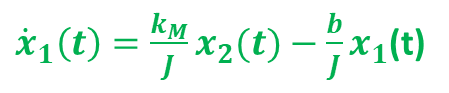 ẋ₁(t) = k_M/J x₂(t) − b/J x₁(t)